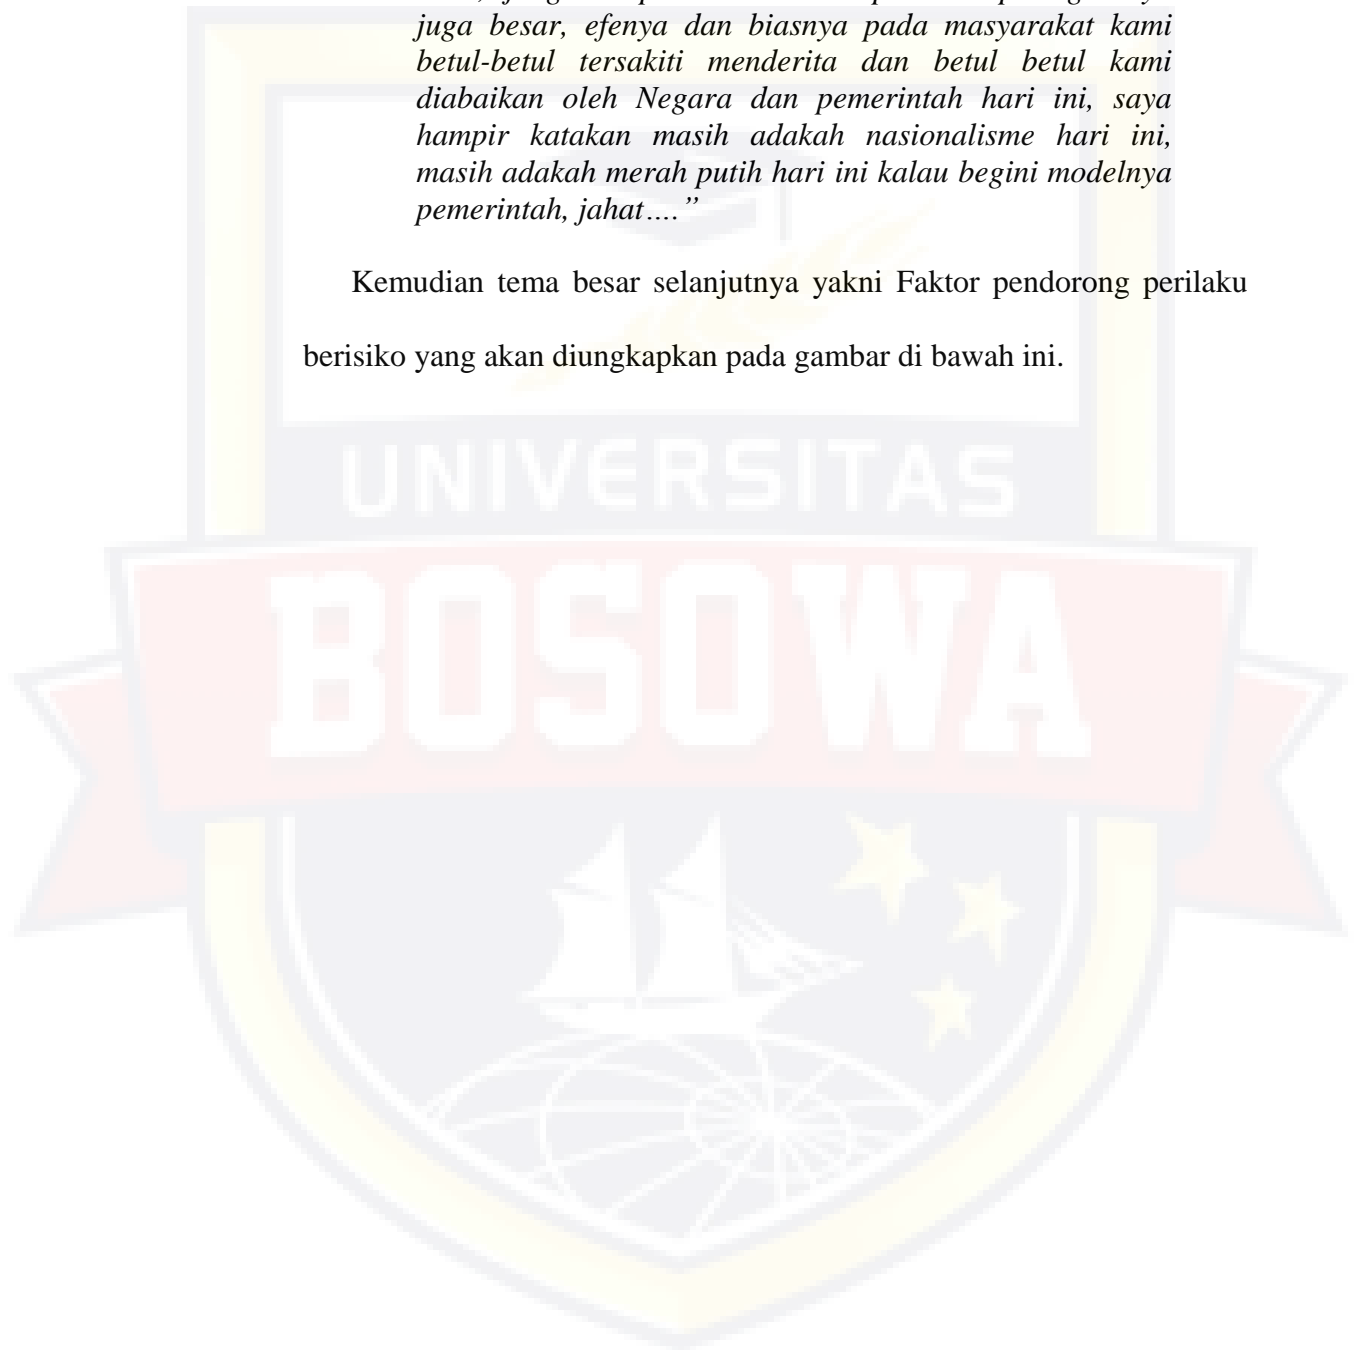 juga besar, efenya dan biasnya pada masyarakat kami
betul-betul tersakiti menderita dan betul betul kami
diabaikan oleh Negara dan pemerintah hari ini, saya
hampir katakan masih adakah nasionalisme hari ini,
masih adakah merah putih hari ini kalau begini modelnya
pemerintah, jahat....”
Kemudian tema besar selanjutnya yakni Faktor pendorong perilaku
berisiko yang akan diungkapkan pada gambar di bawah ini.
UNIVERSITAS
BOSOWA